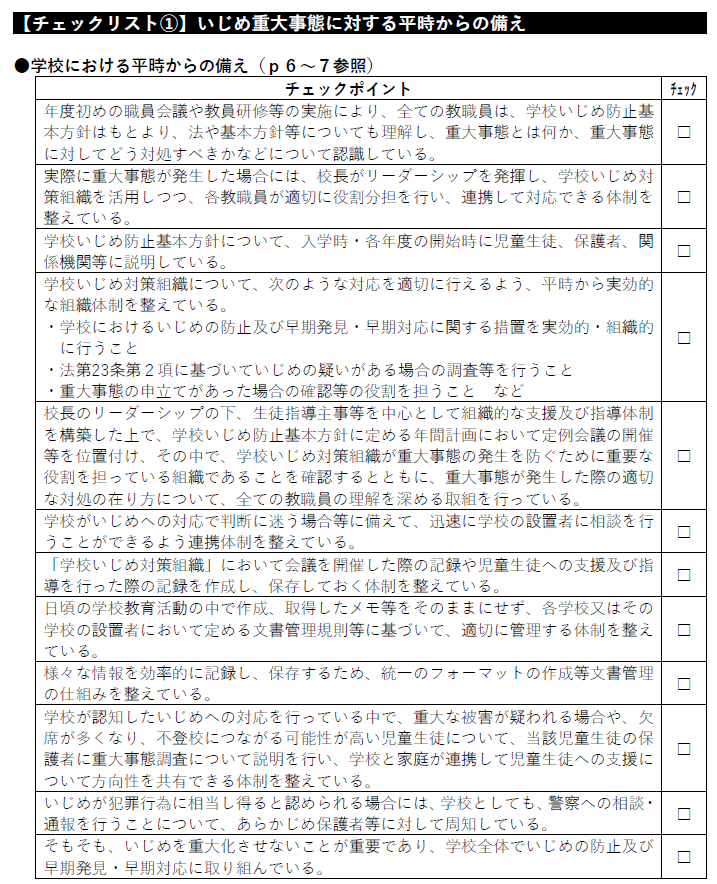 【チェックリスト①】いじめ重大事態に対する平時からの備え
●学校における平時からの備え（ｐ６～７参照）
チェックポイント ﾁｪｯｸ
年度初めの職員会議や教員研修等の実施により、全ての教職員は、学校いじめ防止基
本方針はもとより、法や基本方針等についても理解し、重大事態とは何か、重大事態
に対してどう対処すべきかなどについて認識している。
□
実際に重大事態が発生した場合には、校長がリーダーシップを発揮し、学校いじめ対
策組織を活用しつつ、各教職員が適切に役割分担を行い、連携して対応できる体制を
整えている。
□
学校いじめ防止基本方針について、入学時・各年度の開始時に児童生徒、保護者、関
係機関等に説明している。
□
学校いじめ対策組織について、次のような対応を適切に行えるよう、平時から実効的
な組織体制を整えている。
・学校におけるいじめの防止及び早期発見・早期対応に関する措置を実効的・組織的
に行うこと
・法第23条第２項に基づいていじめの疑いがある場合の調査等を行うこと
・重大事態の申立てがあった場合の確認等の役割を担うこと　など
□
校長のリーダーシップの下、生徒指導主事等を中心として組織的な支援及び指導体制
を構築した上で、学校いじめ防止基本方針に定める年間計画において定例会議の開催
等を位置付け、その中で、学校いじめ対策組織が重大事態の発生を防ぐために重要な
役割を担っている組織であることを確認するとともに、重大事態が発生した際の適切
な対処の在り方について、全ての教職員の理解を深める取組を行っている。
□
学校がいじめへの対応で判断に迷う場合等に備えて、迅速に学校の設置者に相談を行
うことができるよう連携体制を整えている。
□
「学校いじめ対策組織」において会議を開催した際の記録や児童生徒への支援及び指
導を行った際の記録を作成し、保存しておく体制を整えている。
□
日頃の学校教育活動の中で作成、取得したメモ等をそのままにせず、各学校又はその
学校の設置者において定める文書管理規則等に基づいて、適切に管理する体制を整え
ている。
□
様々な情報を効率的に記録し、保存するため、統一のフォーマットの作成等文書管理
の仕組みを整えている。
□
学校が認知したいじめへの対応を行っている中で、重大な被害が疑われる場合や、欠
席が多くなり、不登校につながる可能性が高い児童生徒について、当該児童生徒の保
護者に重大事態調査について説明を行い、学校と家庭が連携して児童生徒への支援に
ついて方向性を共有できる体制を整えている。
□
いじめが犯罪行為に相当し得ると認められる場合には、学校としても、警察への相談・
通報を行うことについて、あらかじめ保護者等に対して周知している。
□
そもそも、いじめを重大化させないことが重要であり、学校全体でいじめの防止及び
早期発見・早期対応に取り組んでいる。
□